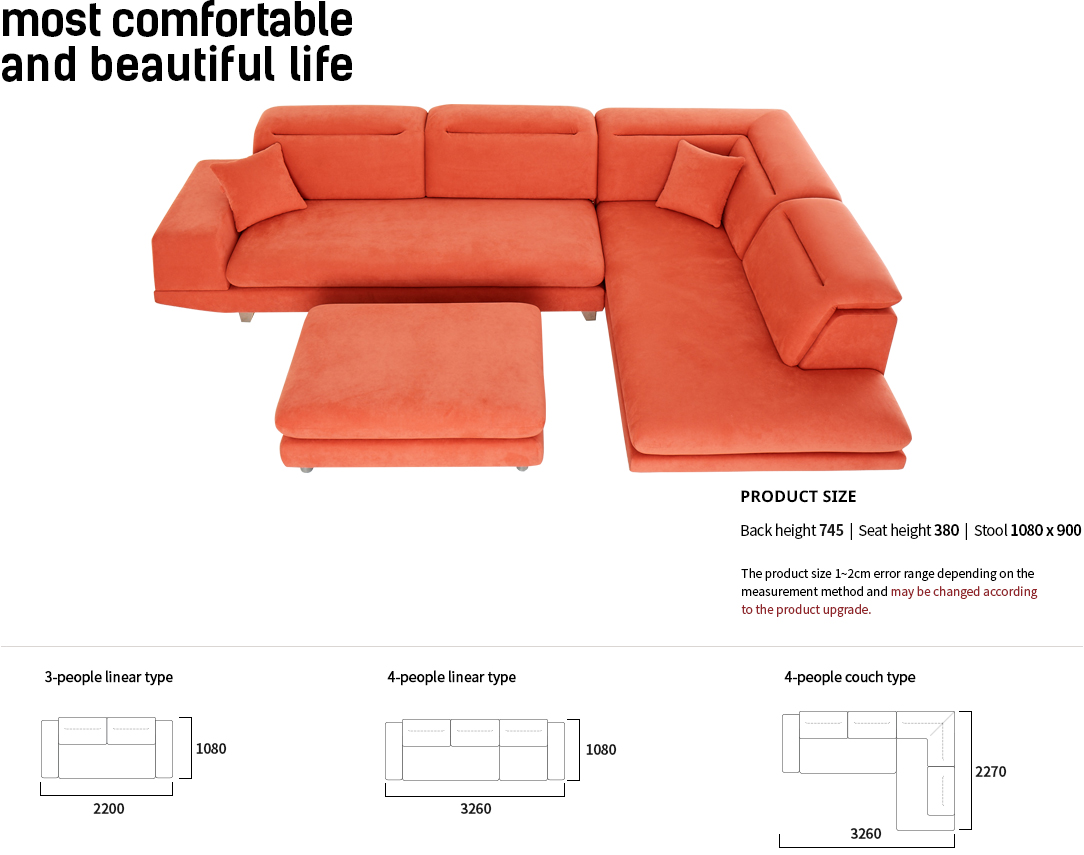 most comfortable
and beautiful life
PRODUCT SIZE
Back height 745 | Seat height 380 | Stool 1080 x 900
The product size 1~2cm error range depending on the
measurement method and may be changed according
to the product upgrade.
3-people linear type
4-people linear type
4-people couch type
1080
2200
1080
3260
2270
3260